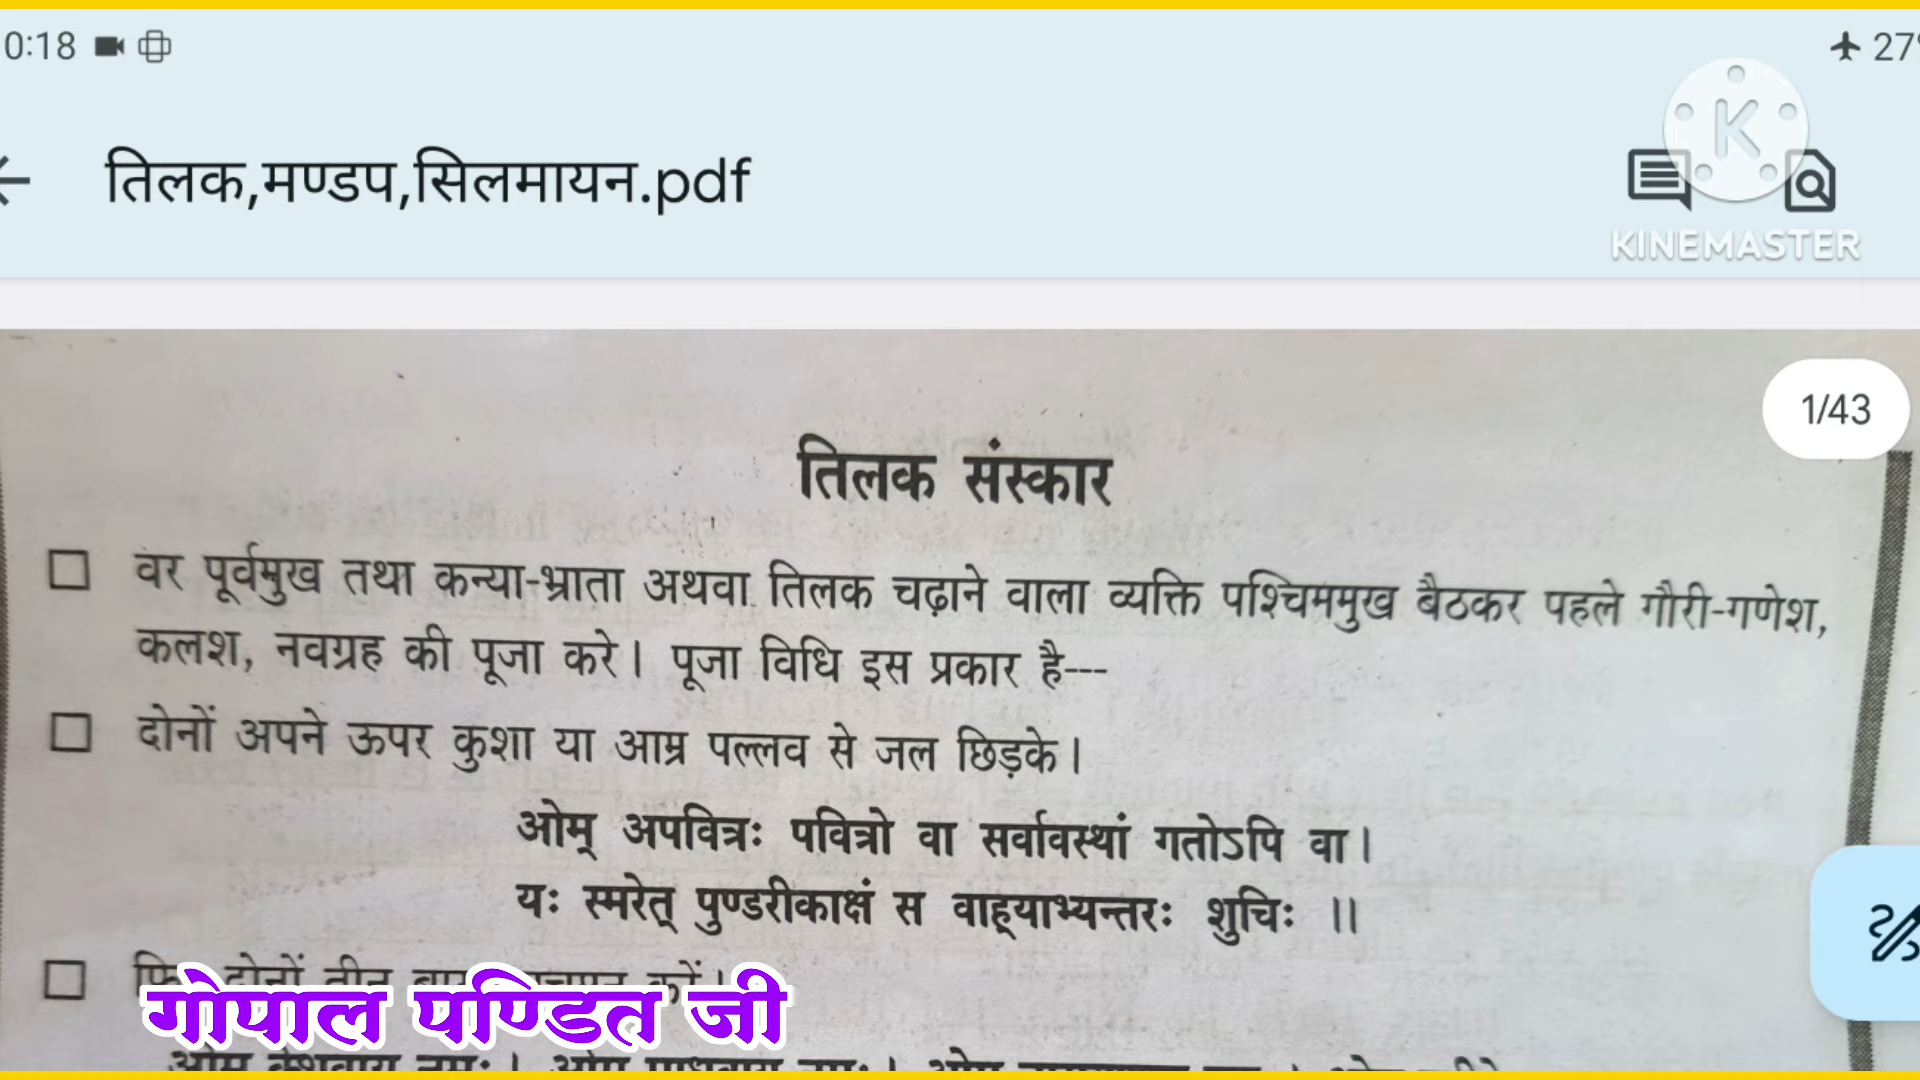 0:18
27
तिलक,मण्डप,सिलमायन.pdf
K
KINEMASTER
1/43
तिलक संस्कार
वर पूर्वमुख तथा कन्या-भ्राता अथवा तिलक चढ़ाने वाला व्यक्ति पश्चिममुख बैठकर पहले गौरी-गणेश,
कलश, नवग्रह की पूजा करे। पूजा विधि इस प्रकार है---
दोनों अपने ऊपर कुशा या आम्र पल्लव से जल छिड़के।
ओम् अपवित्रः पवित्रो वा सर्वावस्थां गतोऽपि वा।
यः स्मरेत् पुण्डरीकाक्षं स वाह्याभ्यन्तरः शुचिः ।।
दोनों तीन करें।
गोपाल पण्डित जी